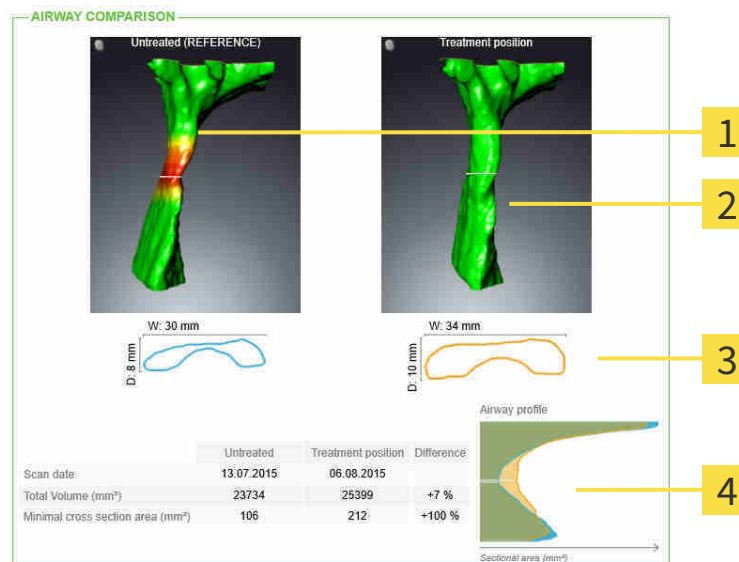 AIRWAY COMPARISON
Untreated (REFERENCE)
Treatment position
1
2
W: 30 mm
D: 8 mm
W: 34 mm
D: 10 mm
3
Airway profile
Untreated Treatment position Difference
Scan date 13.07.2015 06.08.2015
Total Volume (mm³) 23734 25399 +7 %
Minimal cross section area (mm²) 106 212 +100 %
4
Sectional area (mm²)